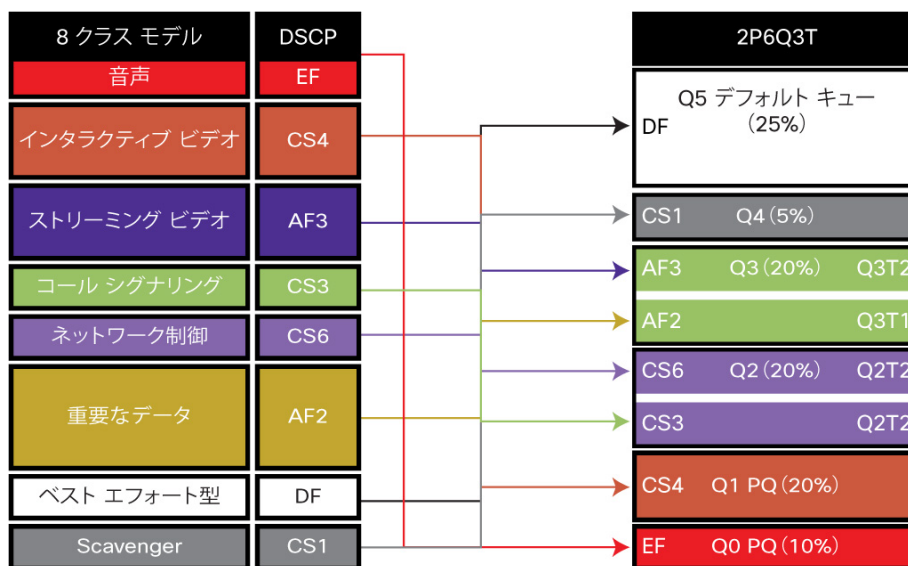 8 クラス モデル
DSCP
音声
EF
インタラクティブ ビデオ
CS4
ストリーミング ビデオ
AF3
コール シグナリング
CS3
ネットワーク制御
CS6
重要なデータ
AF2
ベスト エフォート型
DF
Scavenger
CS1
2P6Q3T
Q5 デフォルト キュー
(25%)
DF
CS1 Q4 (5%)
AF3 Q3 (20%) Q3T2
AF2 Q3T1
CS6 Q2 (20%) Q2T2
CS3 Q2T2
CS4 Q1 PQ (20%)
EF Q0 PQ (10%)